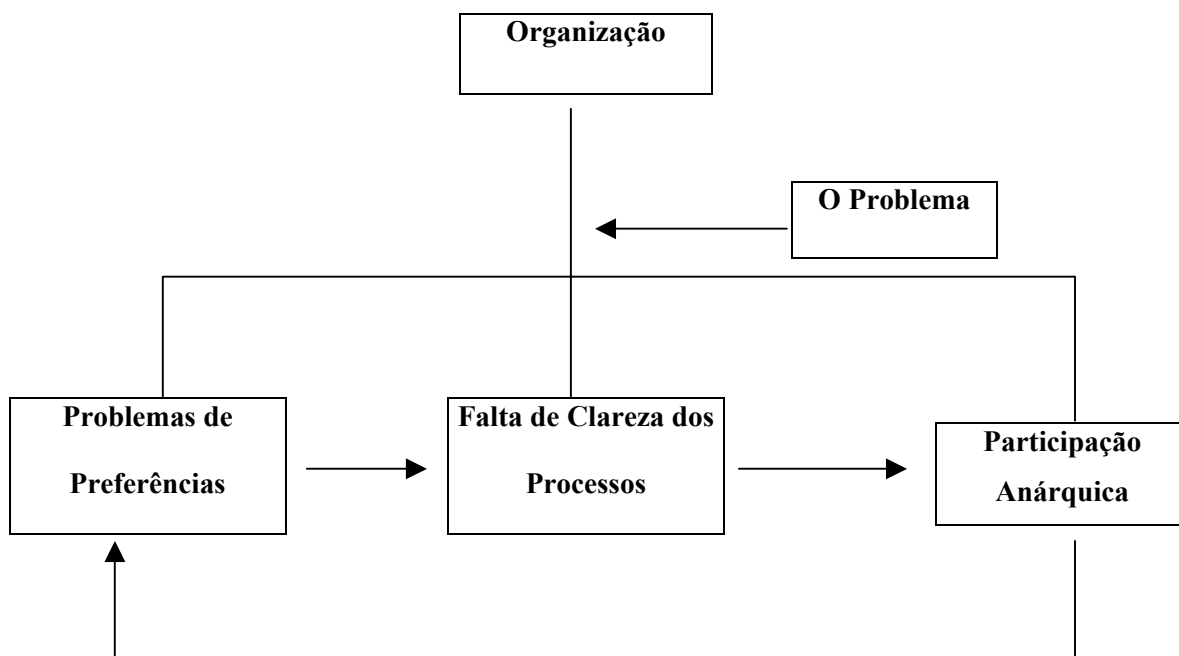 Organização
O Problema
Problemas de
Preferências
Falta de Clareza dos
Processos
Participação
Anárquica